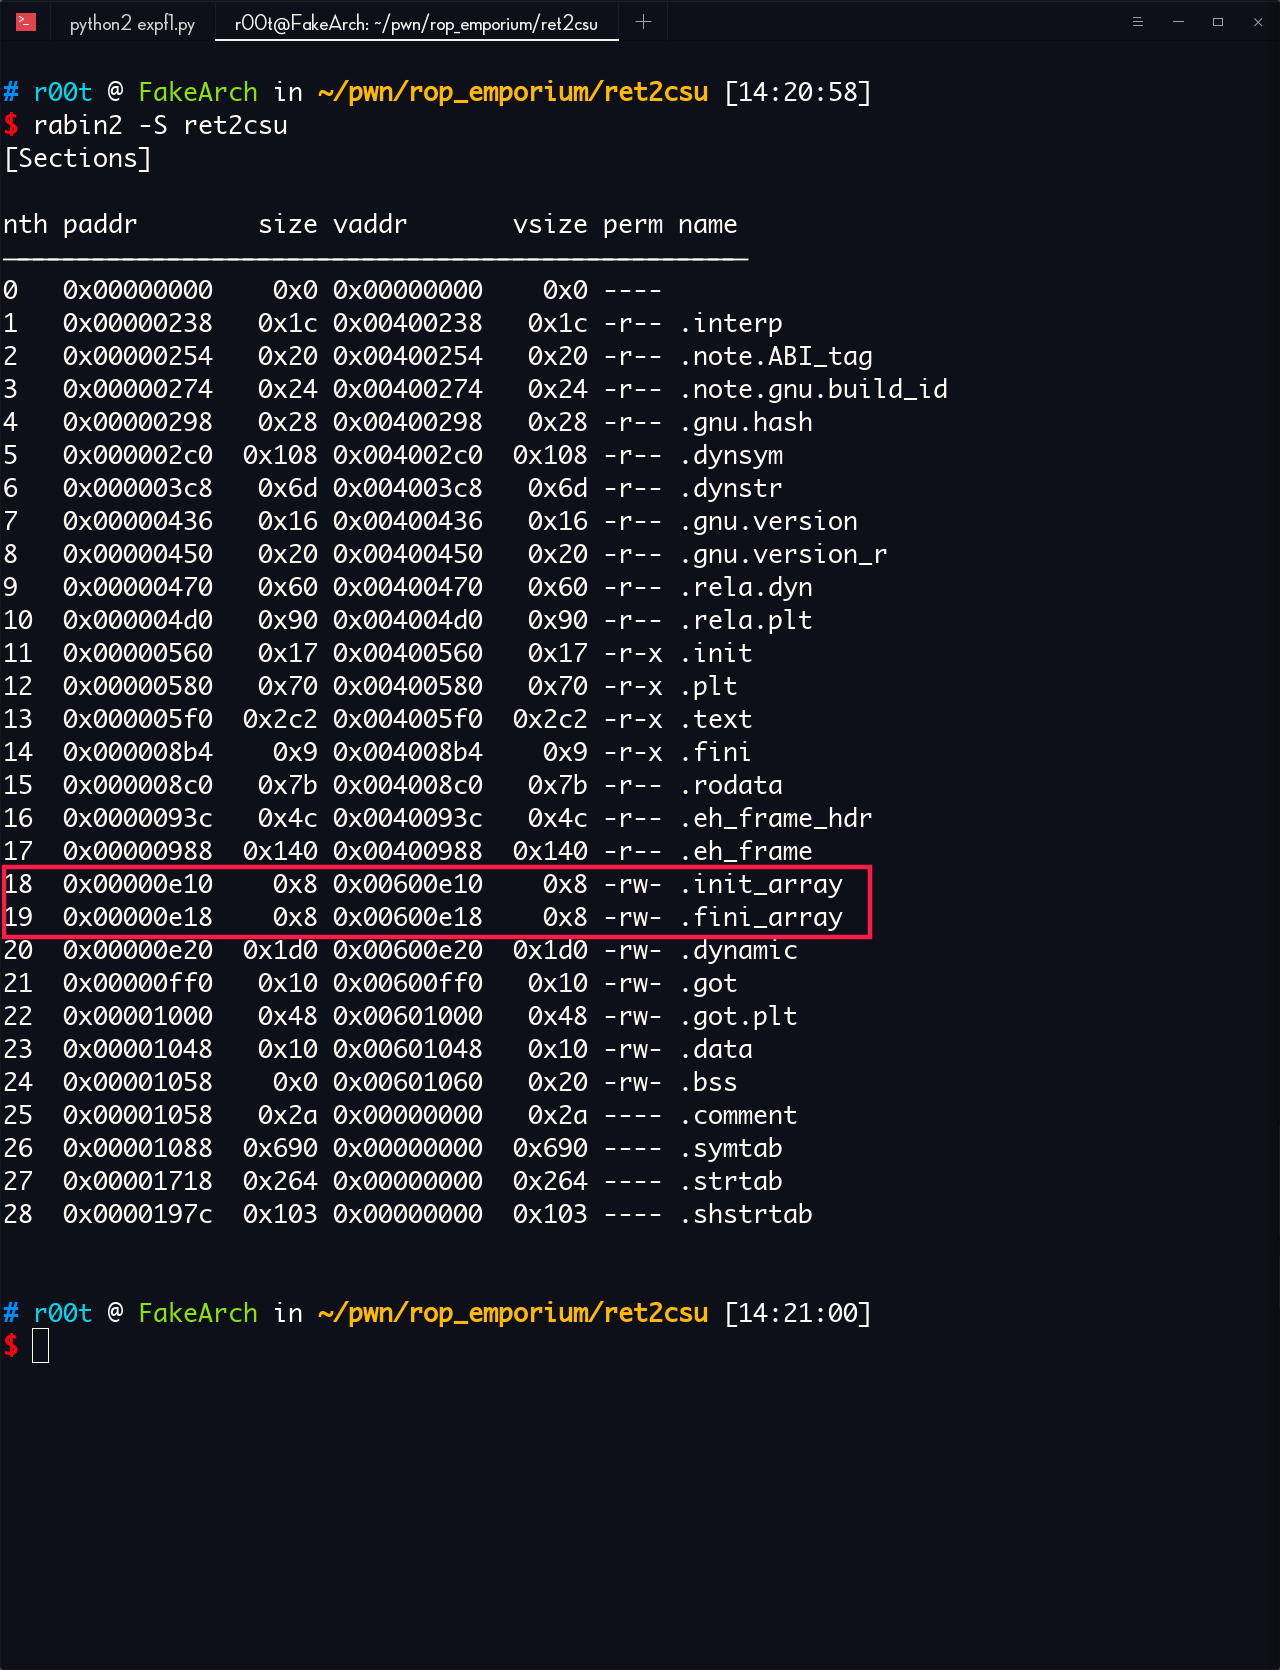 python2 expf1.py r00t@FakeArch: ~/pwn/rop_emporium/ret2csu
# r00t @ FakeArch in ~/pwn/rop_emporium/ret2csu [14:20:58]
$ rabin2 -S ret2csu
[Sections]
nth paddr        size vaddr       vsize perm name
0   0x00000000    0x0 0x00000000    0x0 ----
1   0x00000238   0x1c 0x00400238   0x1c -r-- .interp
2   0x00000254   0x20 0x00400254   0x20 -r-- .note.ABI_tag
3   0x00000274   0x24 0x00400274   0x24 -r-- .note.gnu.build_id
4   0x00000298   0x28 0x00400298   0x28 -r-- .gnu.hash
5   0x000002c0  0x108 0x004002c0  0x108 -r-- .dynsym
6   0x000003c8   0x6d 0x004003c8   0x6d -r-- .dynstr
7   0x00000436   0x16 0x00400436   0x16 -r-- .gnu.version
8   0x00000450   0x20 0x00400450   0x20 -r-- .gnu.version_r
9   0x00000470   0x60 0x00400470   0x60 -r-- .rela.dyn
10  0x000004d0   0x90 0x004004d0   0x90 -r-- .rela.plt
11  0x00000560   0x17 0x00400560   0x17 -r-x .init
12  0x00000580   0x70 0x00400580   0x70 -r-x .plt
13  0x000005f0  0x2c2 0x004005f0  0x2c2 -r-x .text
14  0x000008b4    0x9 0x004008b4    0x9 -r-x .fini
15  0x000008c0   0x7b 0x004008c0   0x7b -r-- .rodata
16  0x0000093c   0x4c 0x0040093c   0x4c -r-- .eh_frame_hdr
17  0x00000988  0x140 0x00400988  0x140 -r-- .eh_frame
18  0x00000e10    0x8 0x00600e10    0x8 -rw- .init_array
19  0x00000e18    0x8 0x00600e18    0x8 -rw- .fini_array
20  0x00000e20  0x1d0 0x00600e20  0x1d0 -rw- .dynamic
21  0x00000ff0   0x10 0x00600ff0   0x10 -rw- .got
22  0x00001000   0x48 0x00601000   0x48 -rw- .got.plt
23  0x00001048   0x10 0x00601048   0x10 -rw- .data
24  0x00001058    0x0 0x00601060   0x20 -rw- .bss
25  0x00001058   0x2a 0x00000000   0x2a ---- .comment
26  0x00001088  0x690 0x00000000  0x690 ---- .symtab
27  0x00001718  0x264 0x00000000  0x264 ---- .strtab
28  0x0000197c  0x103 0x00000000  0x103 ---- .shstrtab
# r00t @ FakeArch in ~/pwn/rop_emporium/ret2csu [14:21:00]
$